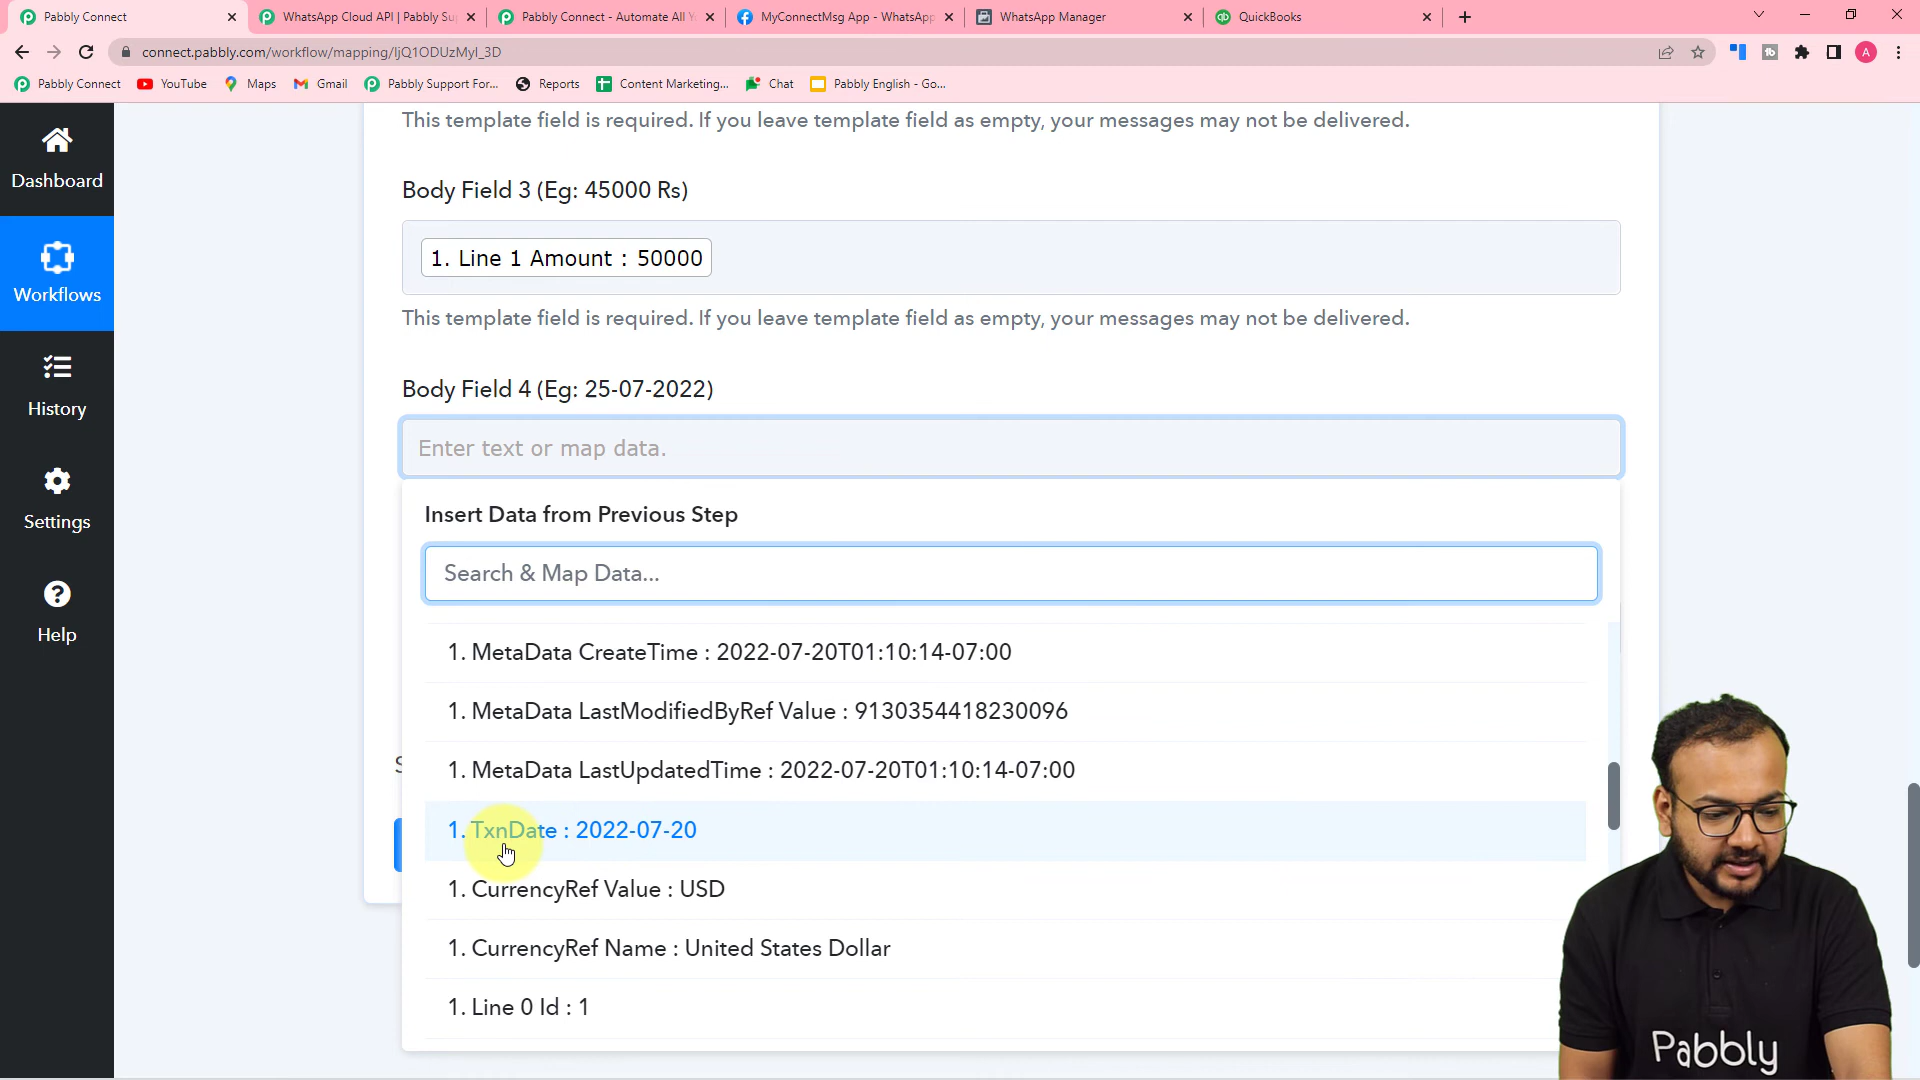 Pabbly Connect
WhatsApp Cloud API | Pabbly Su
Pabbly Connect - Automate All Y
MyConnectMsg App - WhatsApp
WhatsApp Manager
QuickBooks
connect.pabbly.com/workflow/mapping/IjQ1ODUzMyI_3D
A
Pabbly Connect
YouTube
Maps
Gmail
Pabbly Support For...
Reports
Content Marketing...
Chat
Pabbly English - Go...
Dashboard
Workflows
History
Settings
Help
This template field is required. If you leave template field as empty, your messages may not be delivered.
Body Field 3 (Eg: 45000 Rs)
1. Line 1 Amount : 50000
This template field is required. If you leave template field as empty, your messages may not be delivered.
Body Field 4 (Eg: 25-07-2022)
Enter text or map data.
Insert Data from Previous Step
Search & Map Data...
1. MetaData CreateTime : 2022-07-20T01:10:14-07:00
1. MetaData LastModifiedByRef Value : 9130354418230096
1. MetaData LastUpdatedTime : 2022-07-20T01:10:14-07:00
1. TxnDate : 2022-07-20
1. CurrencyRef Value : USD
1. CurrencyRef Name : United States Dollar
1. Line 0 Id : 1
Pabbly